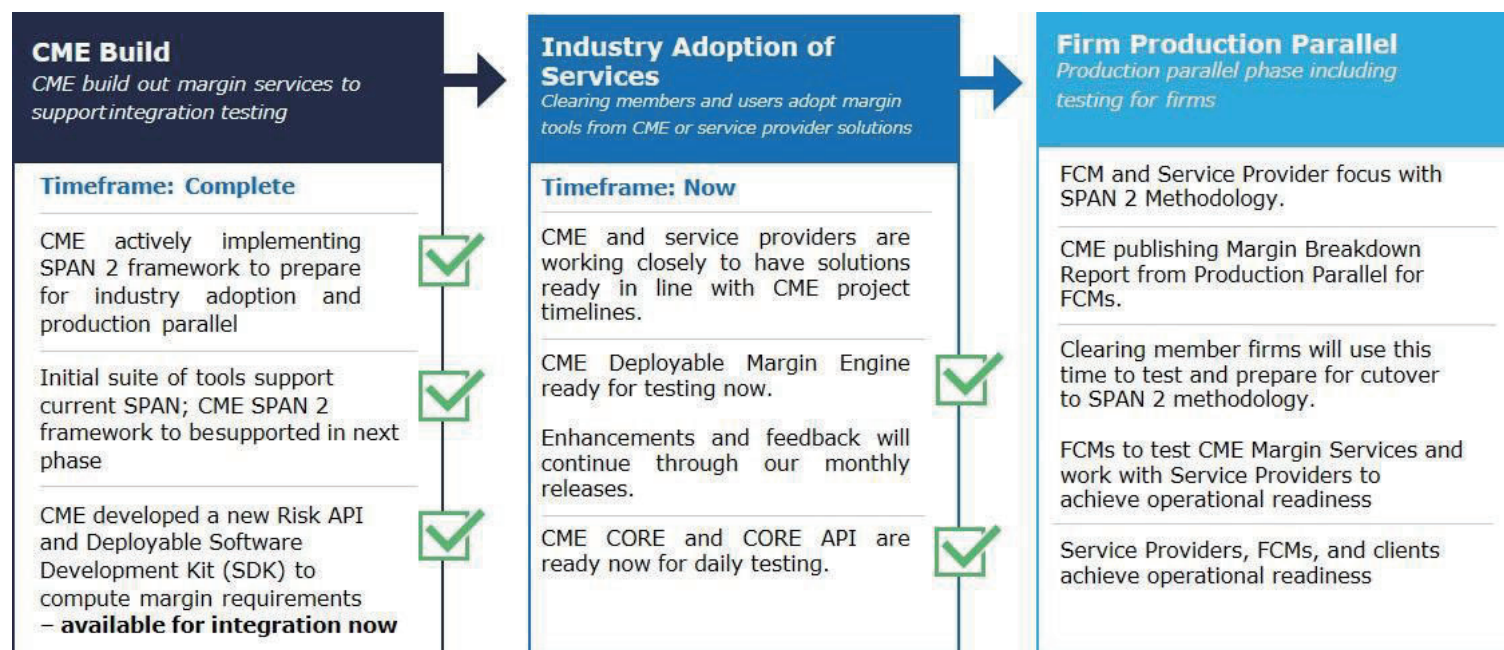 CME Build
CME build out margin services to
supportintegration testing
Timeframe: Complete
CME actively implementing
SPAN 2 framework to prepare
for industry adoption and
production parallel
Initial suite of tools support
current SPAN; CME SPAN 2
framework to besupported in next
phase
CME developed a new Risk API
and Deployable Software
Development Kit (SDK) to
compute margin requirements
– available for integration now
Industry Adoption of
Services
Clearing members and users adopt margin
tools from CME or service provider solutions
Timeframe: Now
CME and service providers are
working closely to have solutions
ready in line with CME project
timelines.
CME Deployable Margin Engine
ready for testing now.
Enhancements and feedback will
continue through our monthly
releases.
CME CORE and CORE API are
ready now for daily testing.
Firm Production Parallel
Production parallel phase including
testing for firms
FCM and Service Provider focus with
SPAN 2 Methodology.
CME publishing Margin Breakdown
Report from Production Parallel for
FCMs.
Clearing member firms will use this
time to test and prepare for cutover
to SPAN 2 methodology.
FCMs to test CME Margin Services and
work with Service Providers to
achieve operational readiness
Service Providers, FCMs, and clients
achieve operational readiness